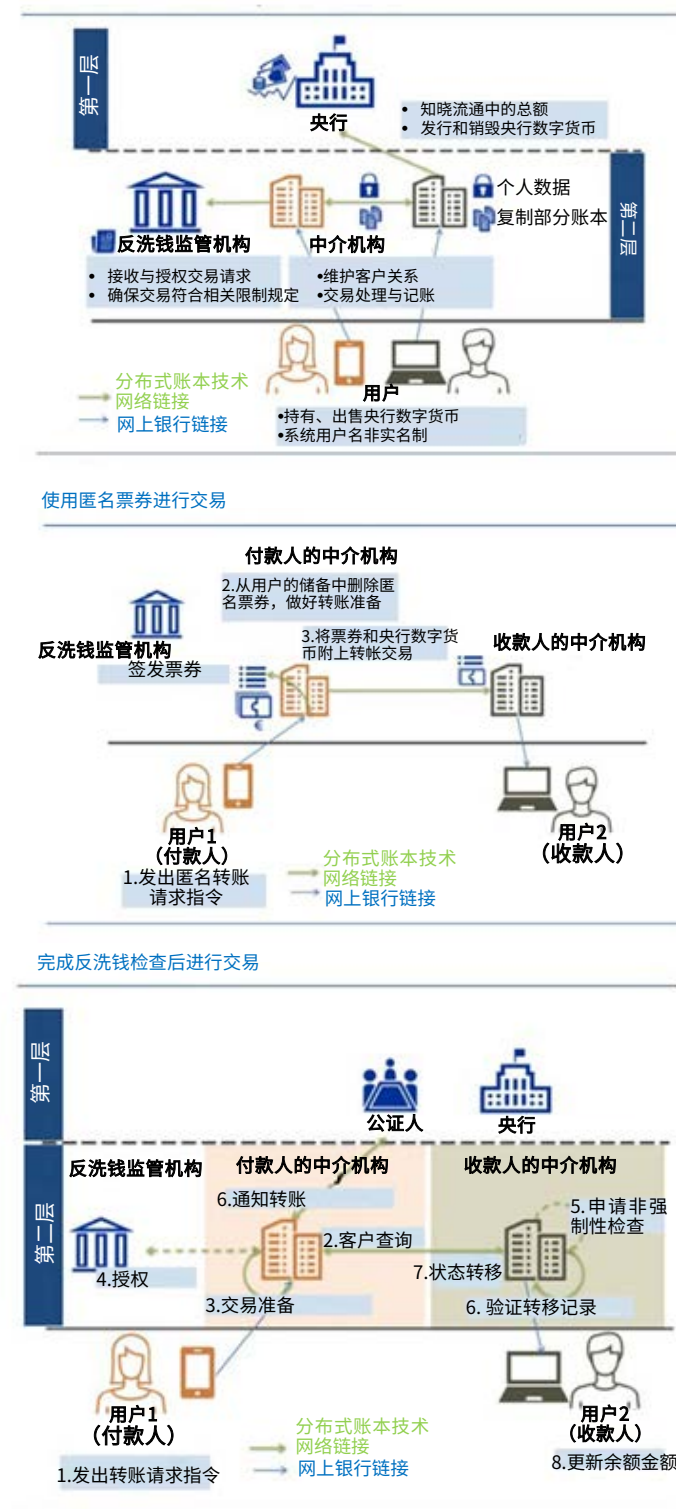 第一层
央行
• 知晓流通中的总额
• 发行和销毁央行数字货币
个人数据
复制部分账本
第二层
反洗钱监管机构
中介机构
• 接收与授权交易请求
• 确保交易符合相关限制规定
•维护客户关系
•交易处理与记账
用户
•持有、出售央行数字货币
•系统用户名非实名制
分布式账本技术
网络链接
网上银行链接
使用匿名票券进行交易
付款人的中介机构
2.从用户的储备中删除匿
名票券，做好转账准备
3.将票券和央行数字货
币附上转帐交易
收款人的中介机构
反洗钱监管机构
签发票券
€
用户1
（付款人）
1.发出匿名转账
请求指令
用户2
（收款人）
分布式账本技术
网络链接
网上银行链接
完成反洗钱检查后进行交易
第一层
公证人
央行
第二层
反洗钱监管机构
付款人的中介机构
收款人的中介机构
6.通知转账
2.客户查询
5.申请非强
制性检查
4.授权
7.状态转移
3.交易准备
6. 验证转移记录
用户1
（付款人）
1.发出转账请求指令
用户2
（收款人）
8.更新余额金额
分布式账本技术
网络链接
网上银行链接